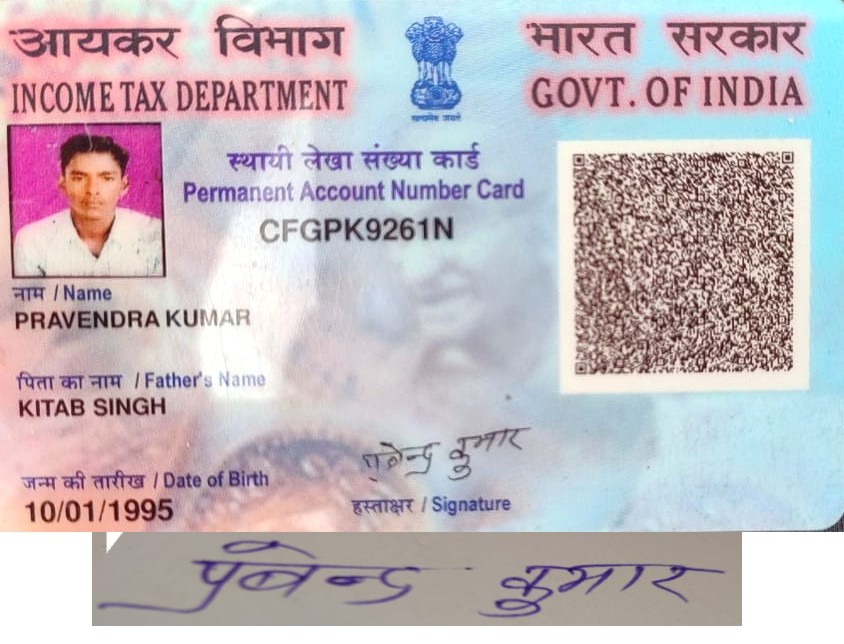 आयकर विभाग भारत सरकार
INCOME TAX DEPARTMENT GOVT. OF INDIA
सत्यमेव जयते
स्थायी लेखा संख्या कार्ड
Permanent Account Number Card
CFGPK9261N
नाम / Name
PRAVENDRA KUMAR
पिता का नाम / Father's Name
KITAB SINGH
प्रवेन्द्र कुमार
जन्म की तारीख / Date of Birth
हस्ताक्षर / Signature
10/01/1995
प्रवेन्द्र कुमार